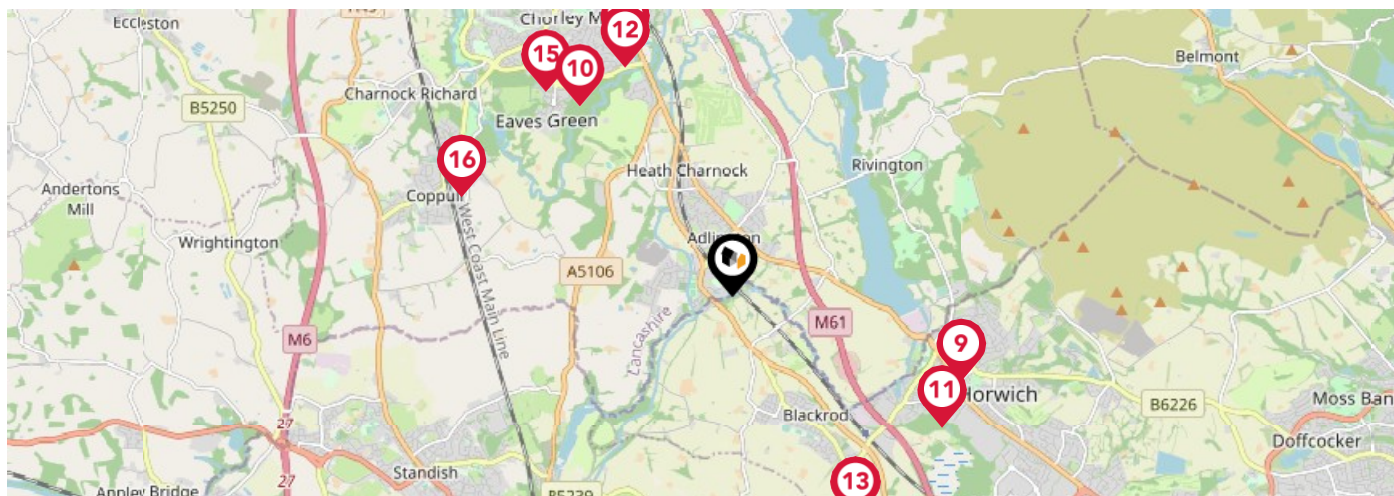 Eccleston
Chorley M
12
15
10
Belmont
Charnock Richard
B5250
Eaves Green
16
Heath Charnock
Rivington
Andertons
Mill
Coppull
Wrightington
West Coast Main Line
Adlington
A5106
Lancashire
M6
M61
9
11
Horwich
B6226
Blackrod
Moss Ban
27
Doffcocker
Standish
13
27
Appley Bridge
B5239